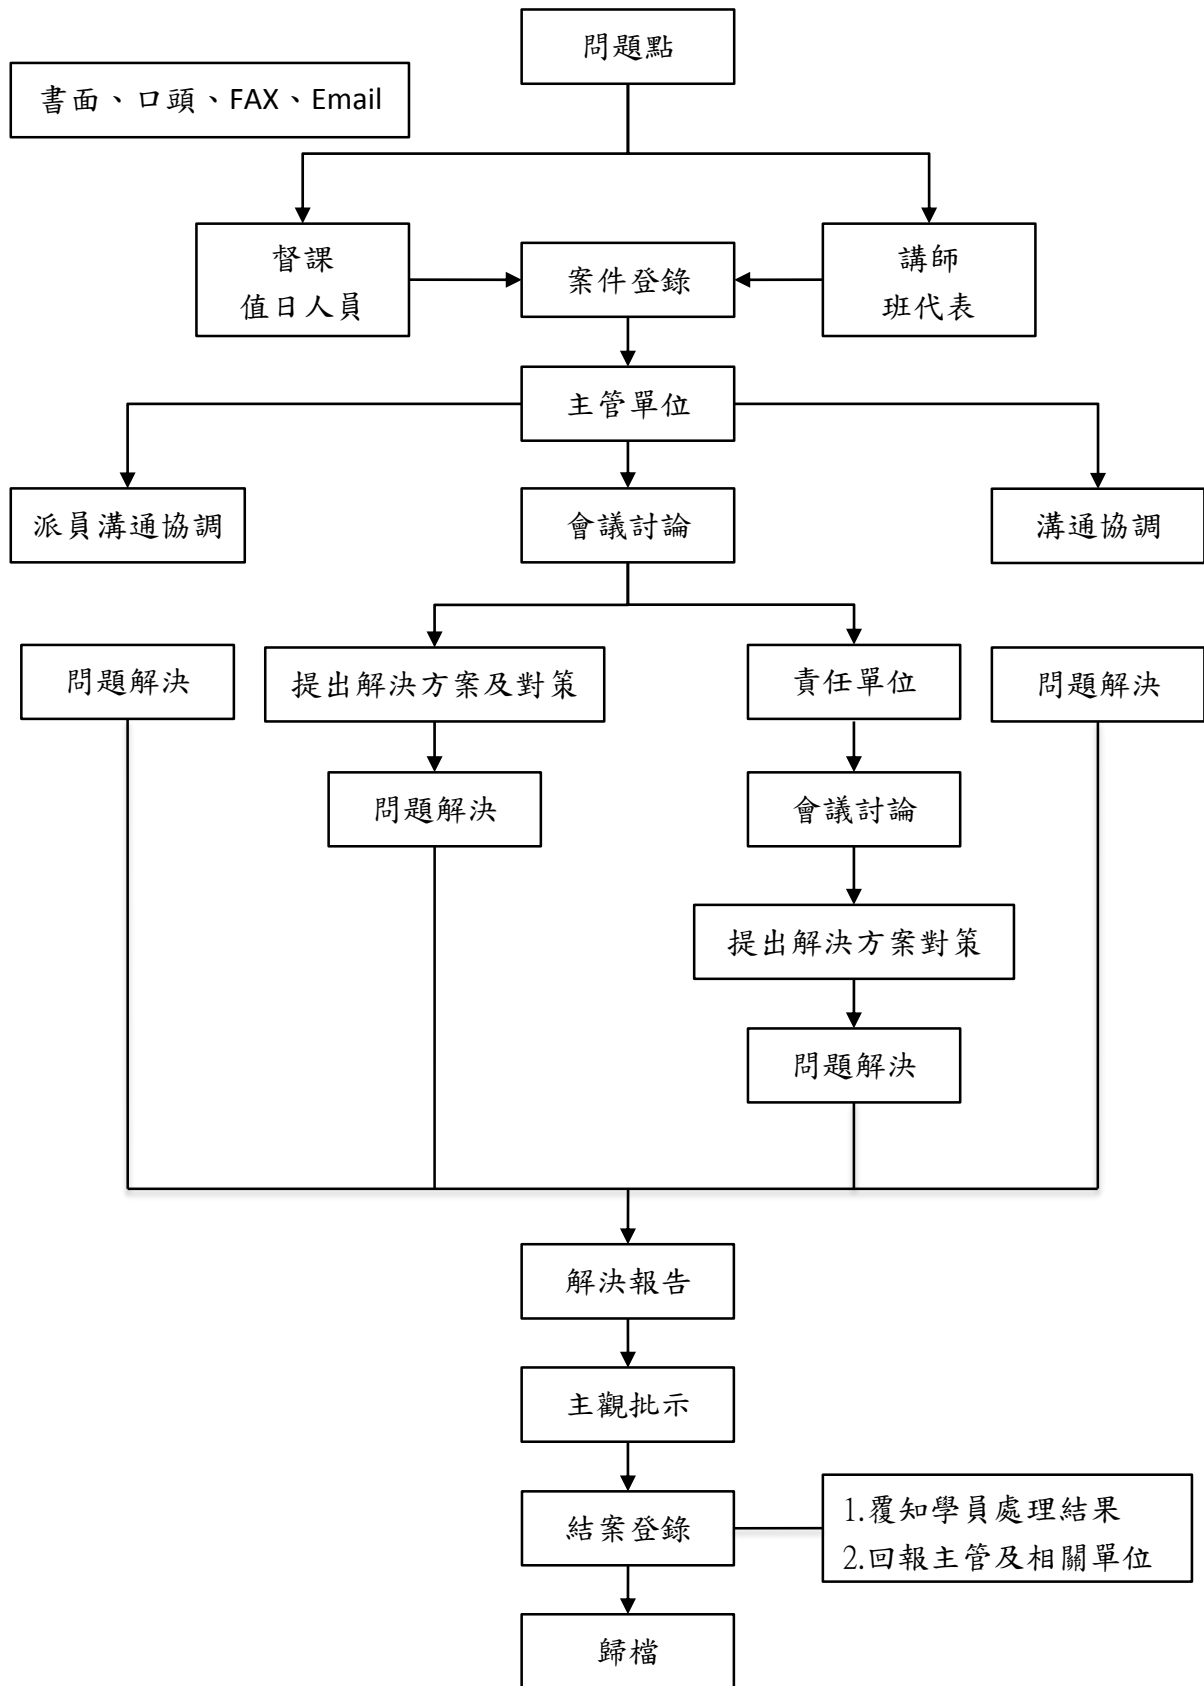 問題點
書面、口頭、FAX、Email
督課
值日人員
案件登錄
講師
班代表
主管單位
派員溝通協調
會議討論
溝通協調
問題解決
提出解決方案及對策
責任單位
問題解決
問題解決
會議討論
提出解決方案對策
問題解決
解決報告
主觀批示
結案登錄
1.覆知學員處理結果
2.回報主管及相關單位
歸檔